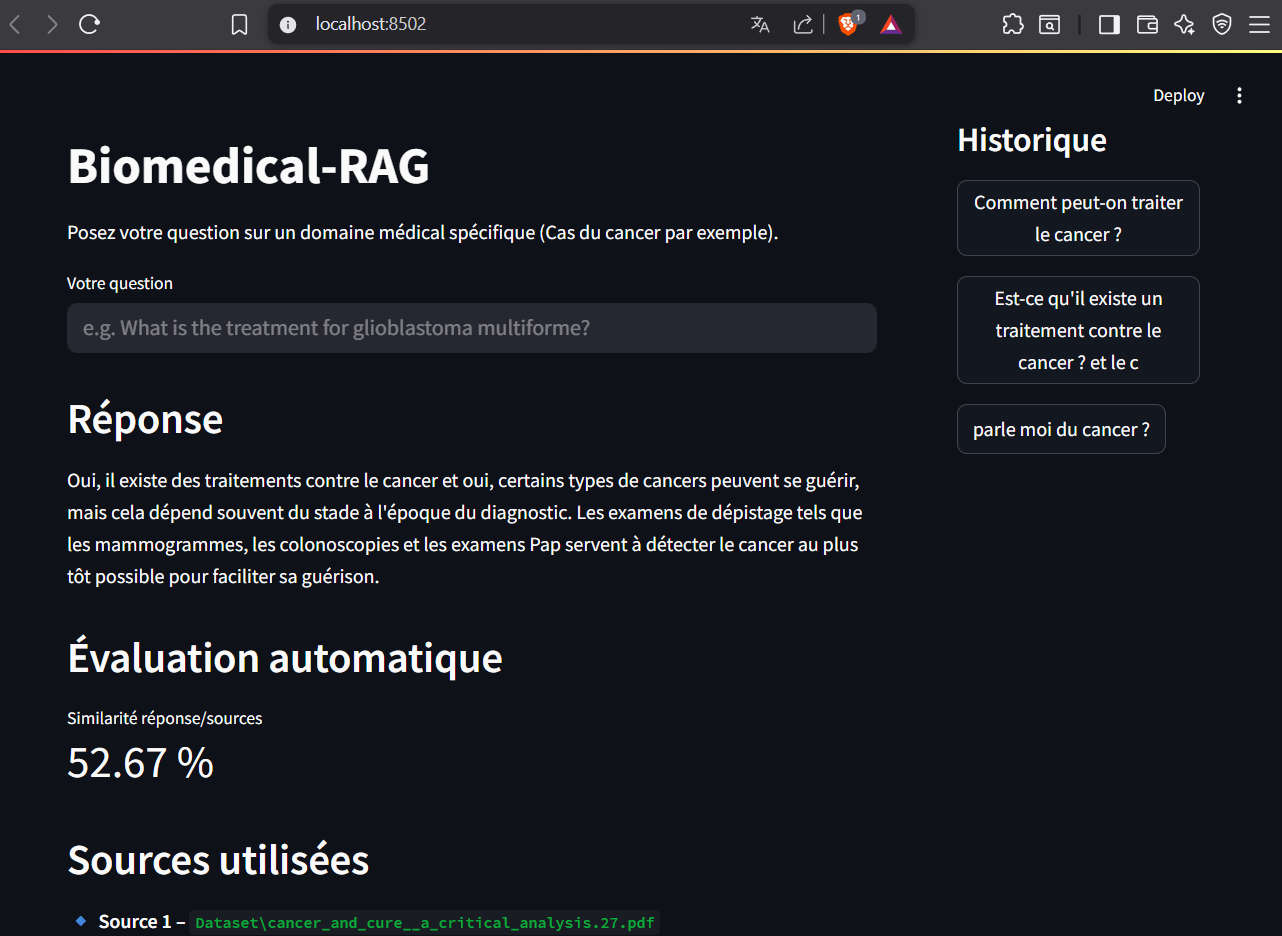 localhost:8502
1
Deploy
Biomedical-RAG
Posez votre question sur un domaine médical spécifique (Cas du cancer par exemple).
Votre question
e.g. What is the treatment for glioblastoma multiforme?
Réponse
Oui, il existe des traitements contre le cancer et oui, certains types de cancers peuvent se guérir,
mais cela dépend souvent du stade à l'époque du diagnostic. Les examens de dépistage tels que
les mammogrammes, les colonoscopies et les examens Pap servent à détecter le cancer au plus
tôt possible pour faciliter sa guérison.
Évaluation automatique
Similarité réponse/sources
52.67 %
Sources utilisées
Source 1 – Dataset\cancer_and_cure__a_critical_analysis.27.pdf
Historique
Comment peut-on traiter
le cancer ?
Est-ce qu'il existe un
traitement contre le
cancer ? et le c
parle moi du cancer ?